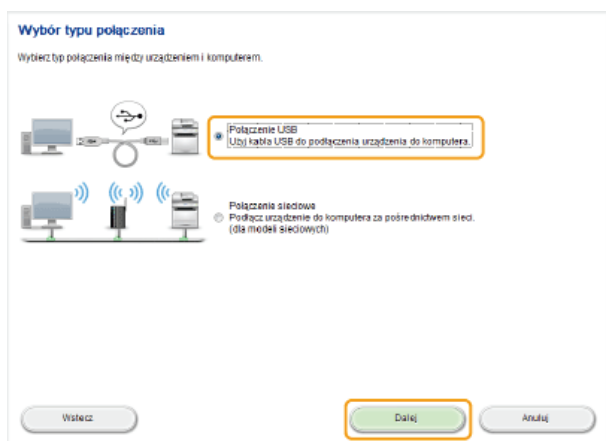 Wybór typu połączenia
Wybierz typ połączenia między urządzeniem i komputerem.
Połączenie USB
Użyj kabla USB do podłączenia urządzenia do komputera.
Połączenie sieciowe
Podłącz urządzenie do komputera za pośrednictwem sieci.
(dla modeli sieciowych)
Wstecz
Dalej
Anuluj